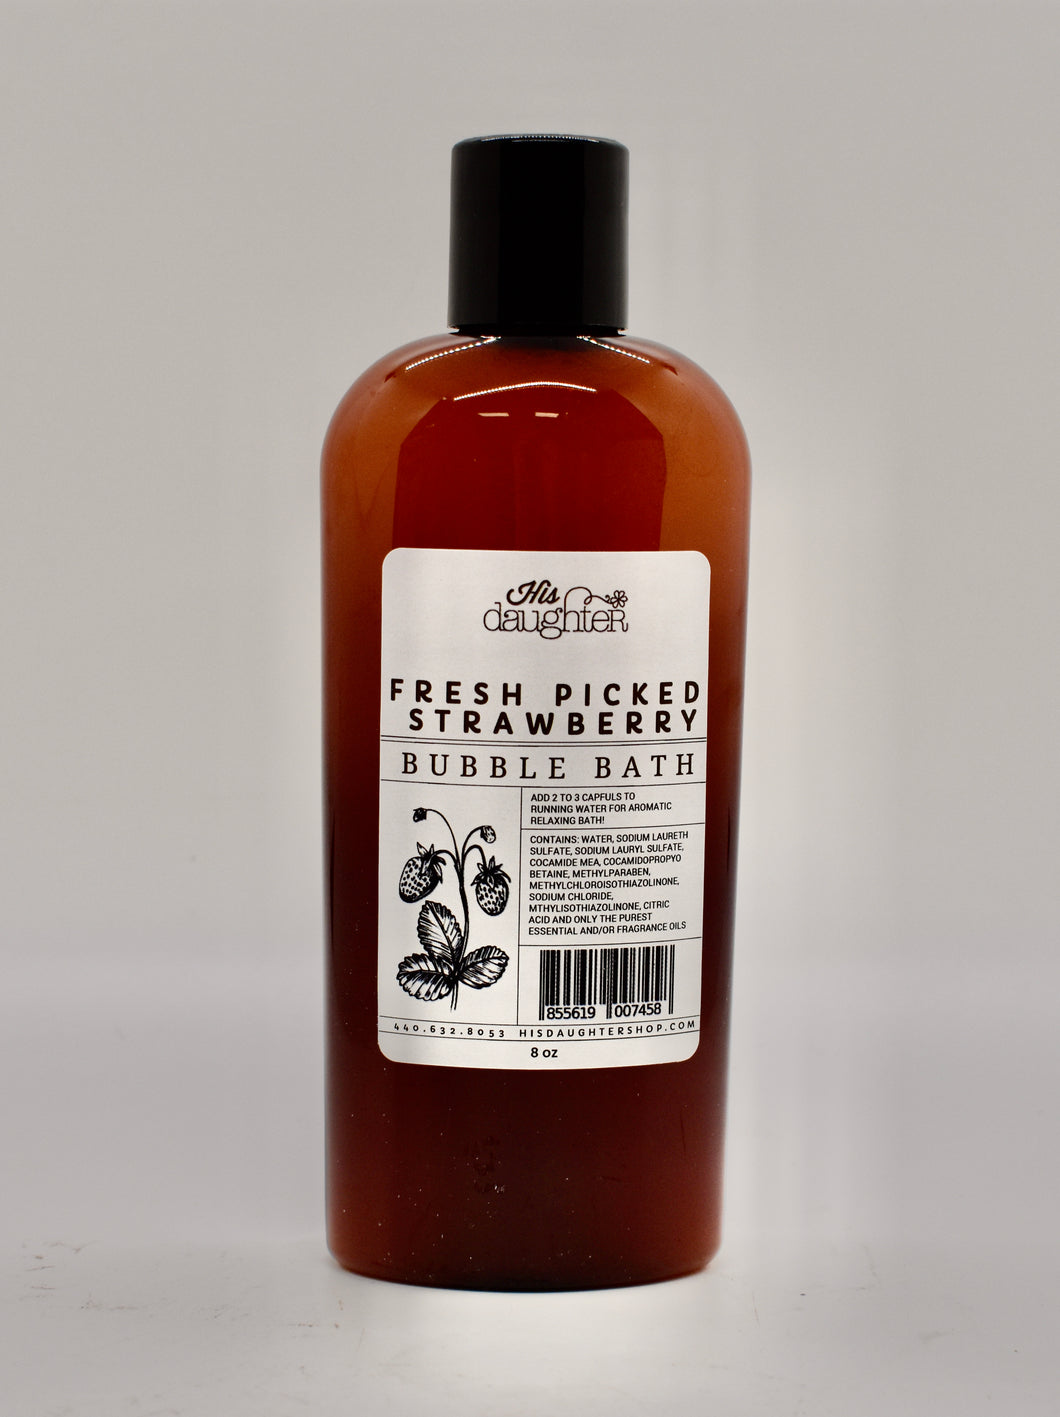 His
daughteR
FRESH PICKED
STRAWBERRY
BUBBLE BATH
ADD 2 TO 3 CAPFULS TO
RUNNING WATER FOR AROMATIC
RELAXING BATH!
CONTAINS: WATER, SODIUM LAURETH
SULFATE, SODIUM LAURYL SULFATE,
COCAMIDE MEA, COCAMIDOPROPYO
BETAINE, METHYLPARABEN,
METHYLCHLOROISOTHIAZOLINONE,
SODIUM CHLORIDE,
MTHYLISOTHIAZOLINONE, CITRIC
ACID AND ONLY THE PUREST
ESSENTIAL AND/OR FRAGRANCE OILS
855619 007458
440.632.8053 HISDAUGHTERSHOP.COM
8 oz